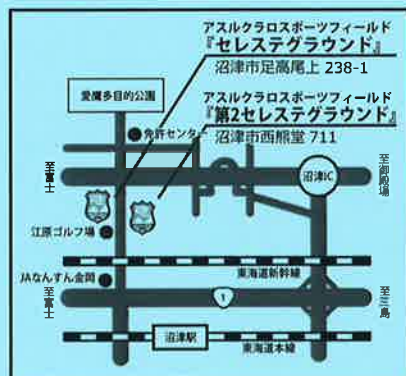 アスルクラロスポーツフィールド
『セレステグラウンド』
沼津市足高尾上 238-1
アスルクラロスポーツフィールド
『第2セレステグラウンド』
沼津市西熊堂 711
愛鷹多目的公園
免許センター
至富士
沼津IC
至御殿場
江原ゴルフ場
東海道新幹線
JAなんすん金岡
至富士
1
至三島
沼津駅
東海道本線